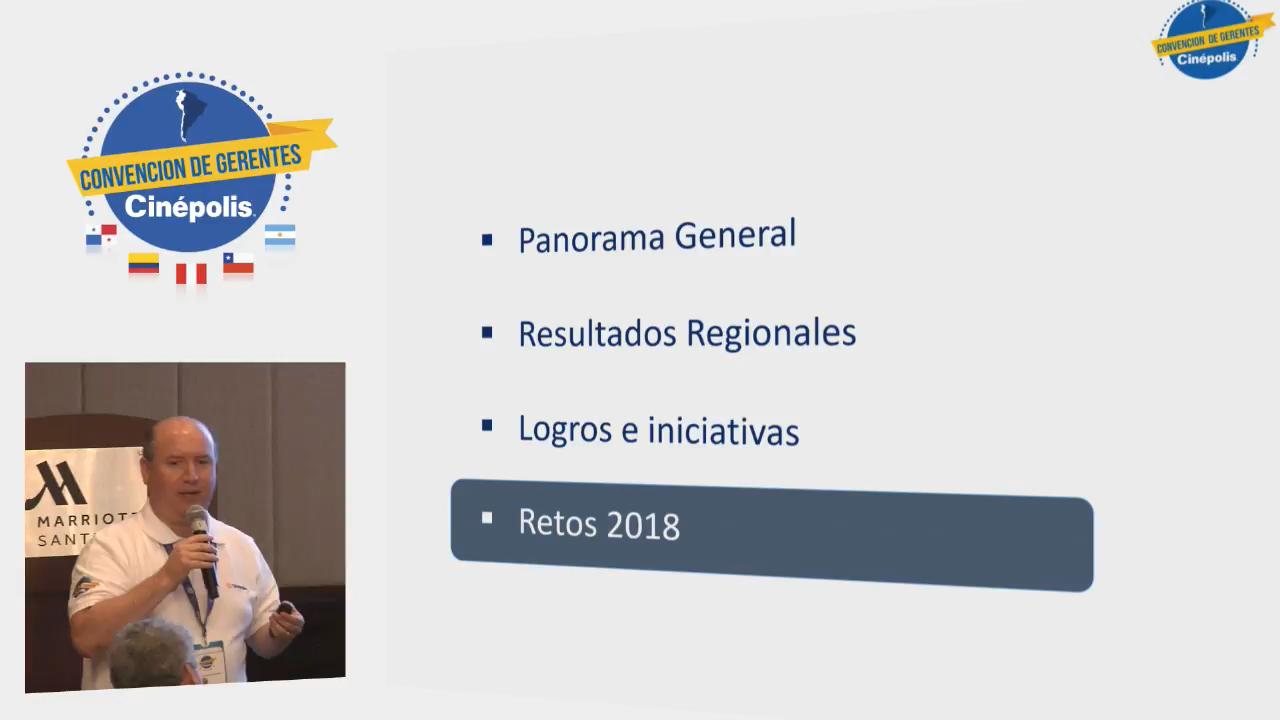 CONVENCION DE GERENTES
Cinépolis
CONVENCION DE GERENTES
Cinépolis
Panorama General
Resultados Regionales
Logros e iniciativas
Retos 2018
MARRIOTT